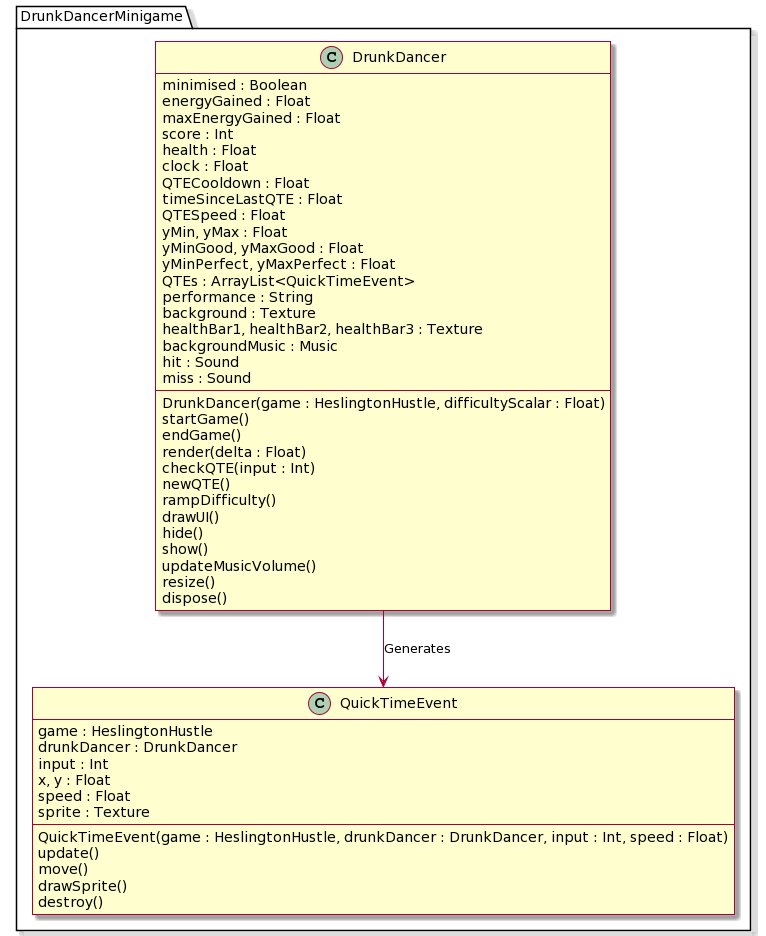 DrunkDancerMinigame
C DrunkDancer
minimised : Boolean
energyGained : Float
maxEnergyGained : Float
score : Int
health : Float
clock : Float
QTECooldown : Float
timeSinceLastQTE : Float
QTESpeed : Float
yMin, yMax : Float
yMinGood, yMaxGood : Float
yMinPerfect, yMaxPerfect : Float
QTEs : ArrayList<QuickTimeEvent>
performance : String
background : Texture
healthBar1, healthBar2, healthBar3 : Texture
backgroundMusic : Music
hit : Sound
miss : Sound
DrunkDancer(game : HeslingtonHustle, difficultyScalar : Float)
startGame()
endGame()
render(delta : Float)
checkQTE(input : Int)
newQTE()
rampDifficulty()
drawUI()
hide()
show()
updateMusicVolume()
resize()
dispose()
Generates
C QuickTimeEvent
game : HeslingtonHustle
drunkDancer : DrunkDancer
input : Int
x, y : Float
speed : Float
sprite : Texture
QuickTimeEvent(game : HeslingtonHustle, drunkDancer : DrunkDancer, input : Int, speed : Float)
update()
move()
drawSprite()
destroy()